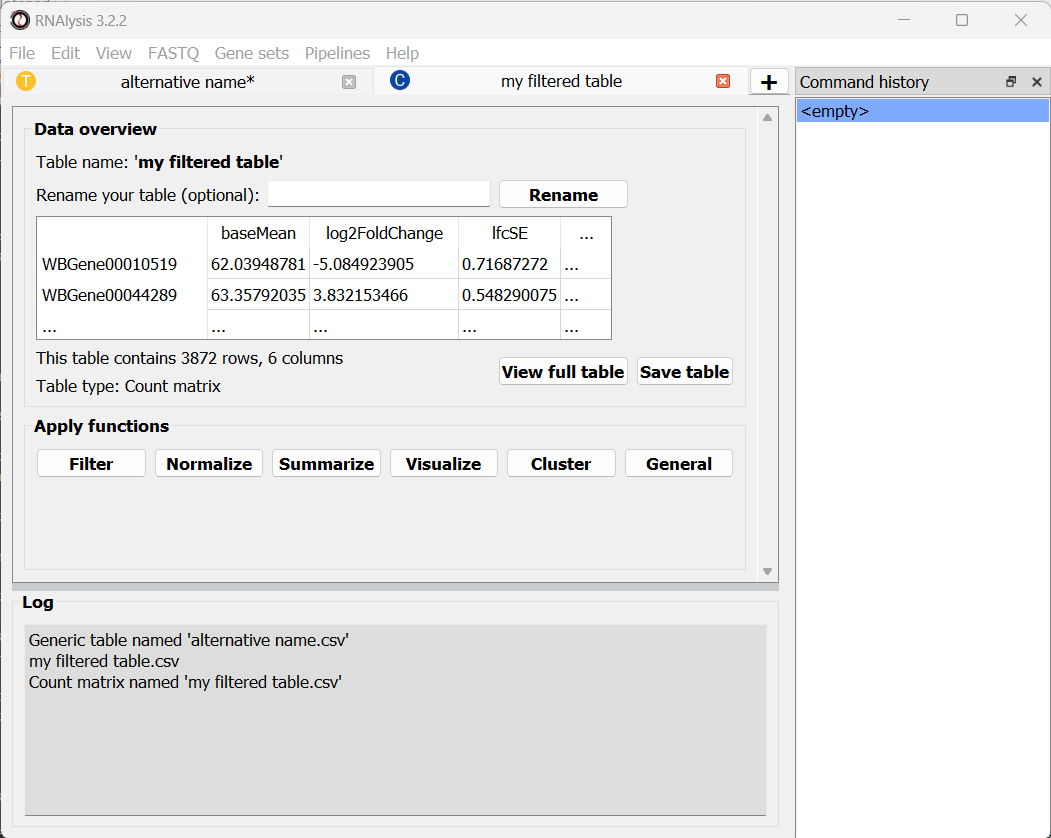 RNAlysis 3.2.2
File Edit View FASTQ Gene sets Pipelines Help
T alternative name* C my filtered table + Command history
<empty>
Data overview
Table name: 'my filtered table'
Rename your table (optional): Rename
baseMean log2FoldChange lfcSE ...
WBGene00010519 62.03948781 -5.084923905 0.71687272 ...
WBGene00044289 63.35792035 3.832153466 0.548290075 ...
... ... ... ... ...
This table contains 3872 rows, 6 columns
View full table Save table
Table type: Count matrix
Apply functions
Filter Normalize Summarize Visualize Cluster General
Log
Generic table named 'alternative name.csv'
my filtered table.csv
Count matrix named 'my filtered table.csv'